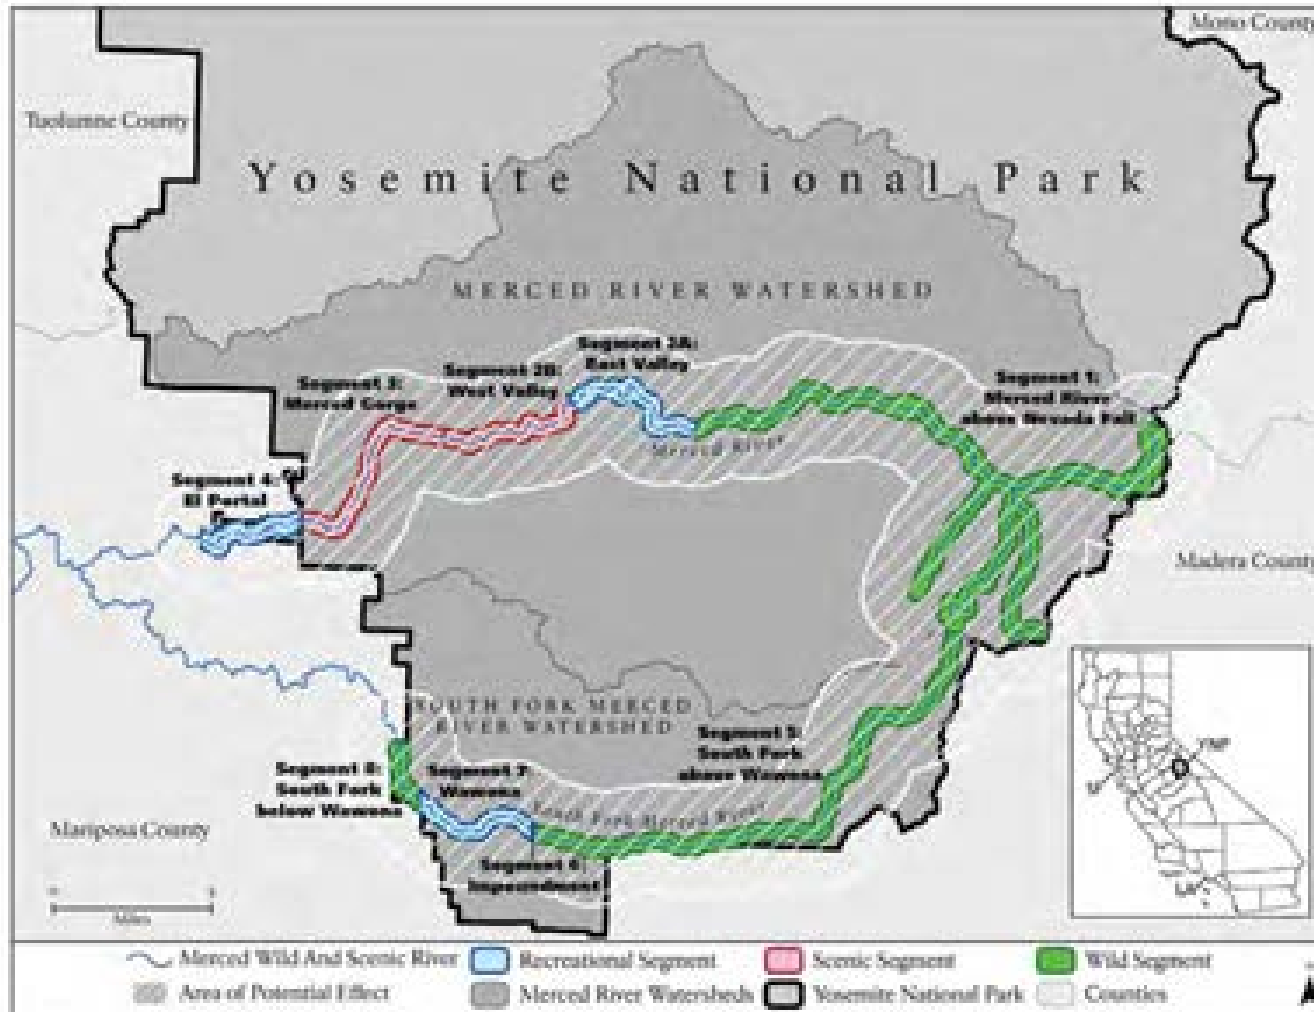 Mono County
Tuolumne County
Yosemite National Park
MERCED RIVER WATERSHED
Segment 2A:
East Valley
Segment 2B:
West Valley
Segment 3:
Merced Gorge
Segment 1:
Merced River
above Nevada Fall
Merced River
Segment 4:
El Portal
Madera County
SOUTH FORK MERCED
RIVER WATERSHED
Segment 5:
South Fork
above Wawona
Segment 8:
South Fork
below Wawona
Segment 7:
Wawona
South Fork Merced River
Segment 6:
Impoundment
Mariposa County
Miles
YNP
SF
LA
Merced Wild And Scenic River
Recreational Segment
Scenic Segment
Wild Segment
Area of Potential Effect
Merced River Watersheds
Yosemite National Park
Counties